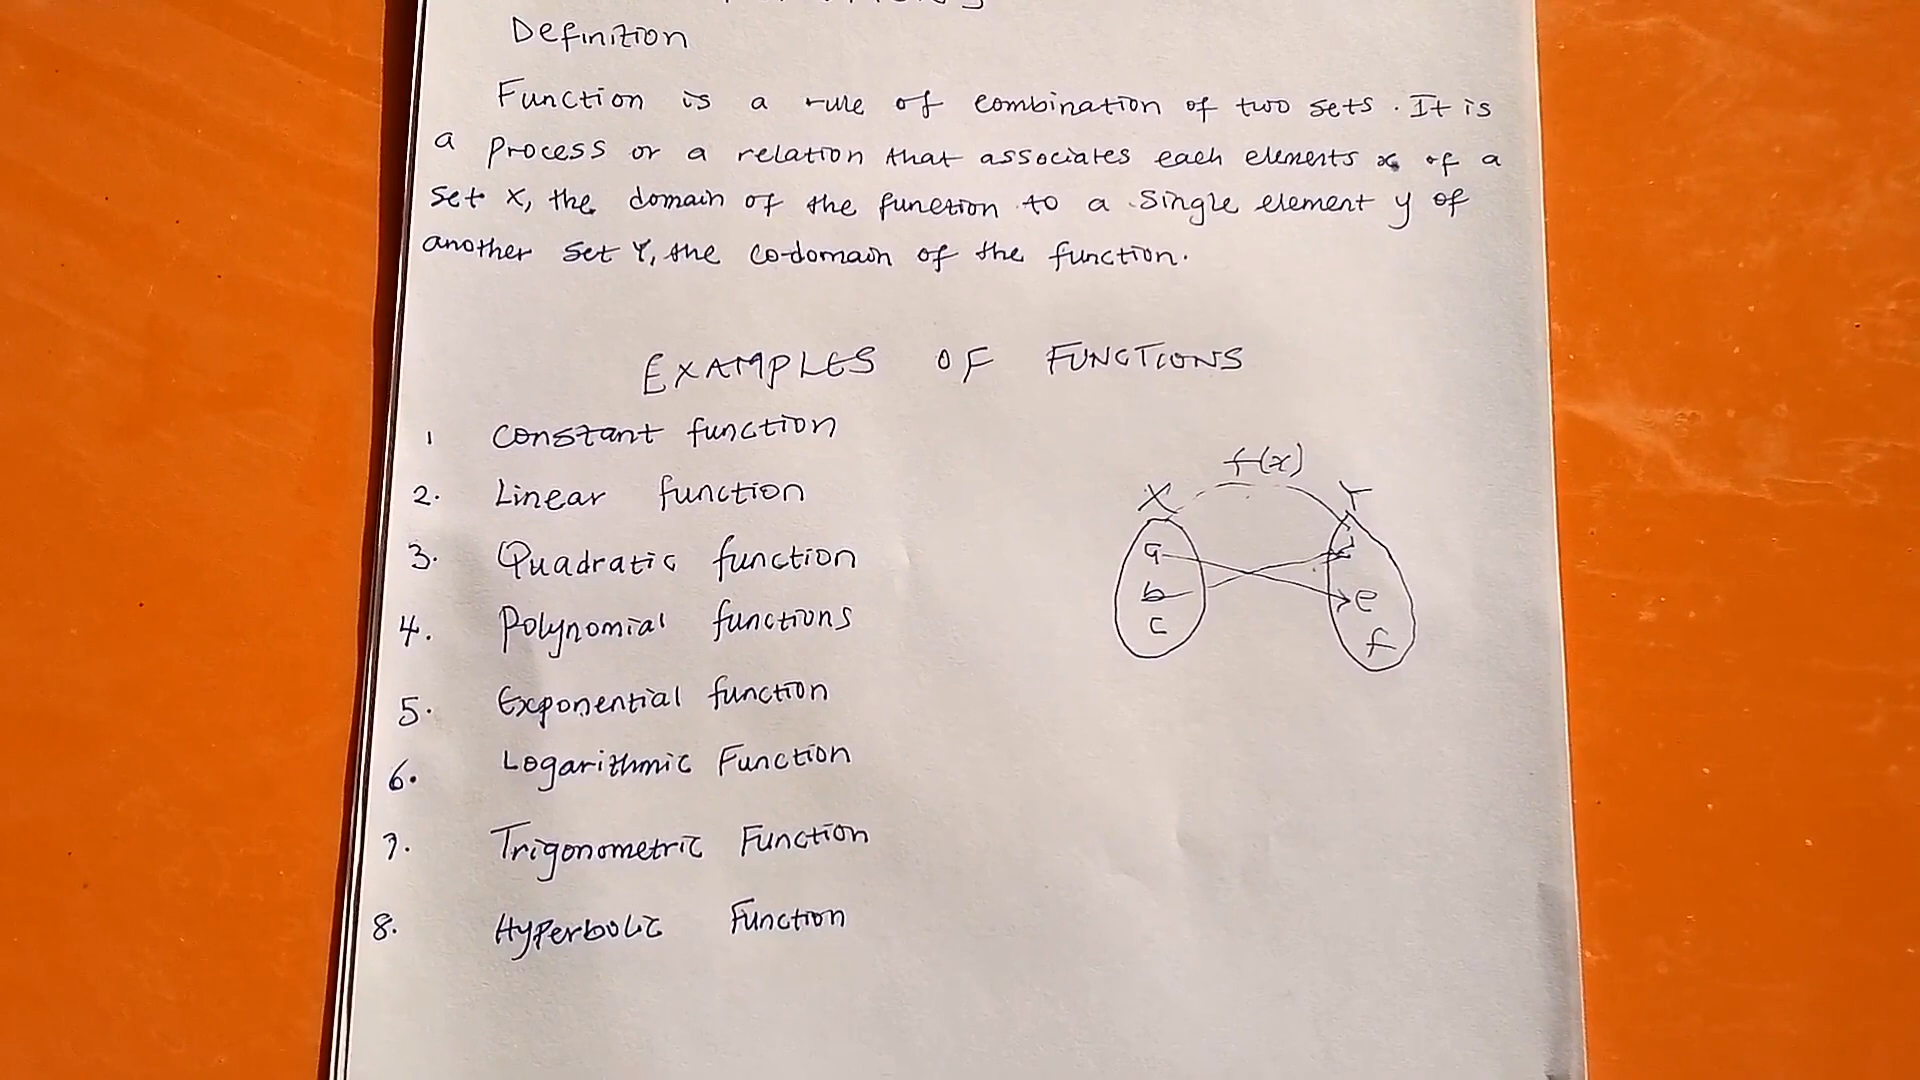 Definition
Function is a rule of combination of two sets. It is
a process or a relation that associates each elements x of a
set X, the domain of the function to a single element y of
another set Y, the co-domain of the function.
EXAMPLES OF FUNCTIONS
1 Constant function
2. Linear function
3. Quadratic function
4. Polynomial functions
5. Exponential function
6. Logarithmic Function
7. Trigonometric Function
8. Hyperbolic Function
f(x)
X Y
a
b e
c f